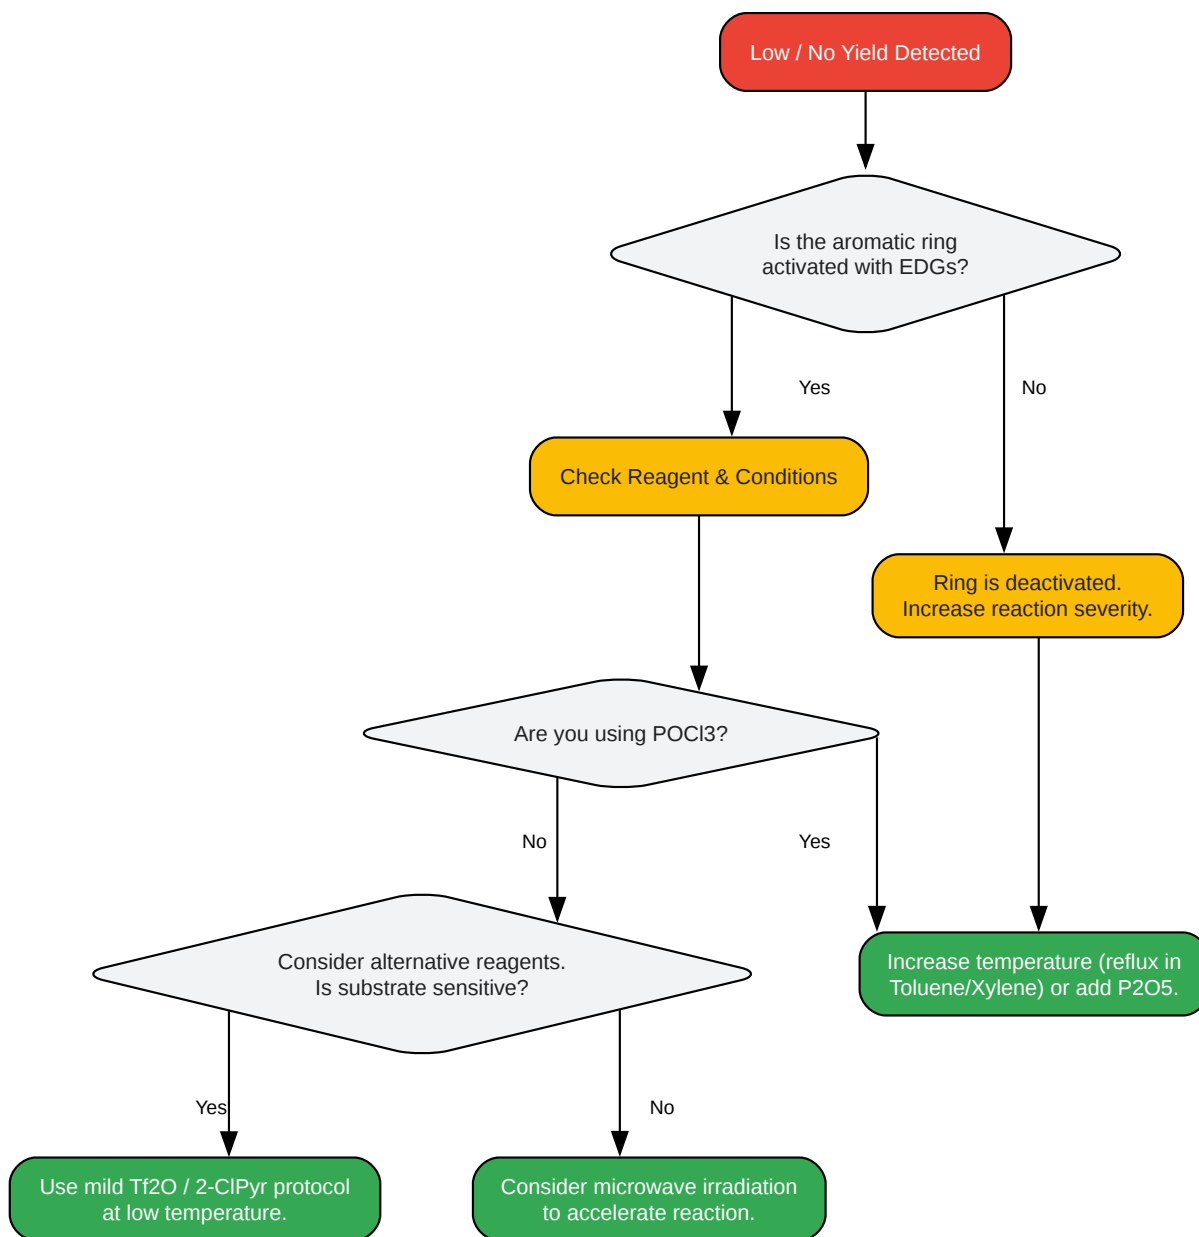 Low / No Yield Detected
Is the aromatic ring
activated with EDGs?
Yes
No
Check Reagent & Conditions
Ring is deactivated.
Increase reaction severity.
Are you using POCl3?
No
Yes
Consider alternative reagents.
Is substrate sensitive?
Increase temperature (reflux in
Toluene/Xylene) or add P2O5.
Yes
No
Use mild Tf2O / 2-ClPyr protocol
at low temperature.
Consider microwave irradiation
to accelerate reaction.